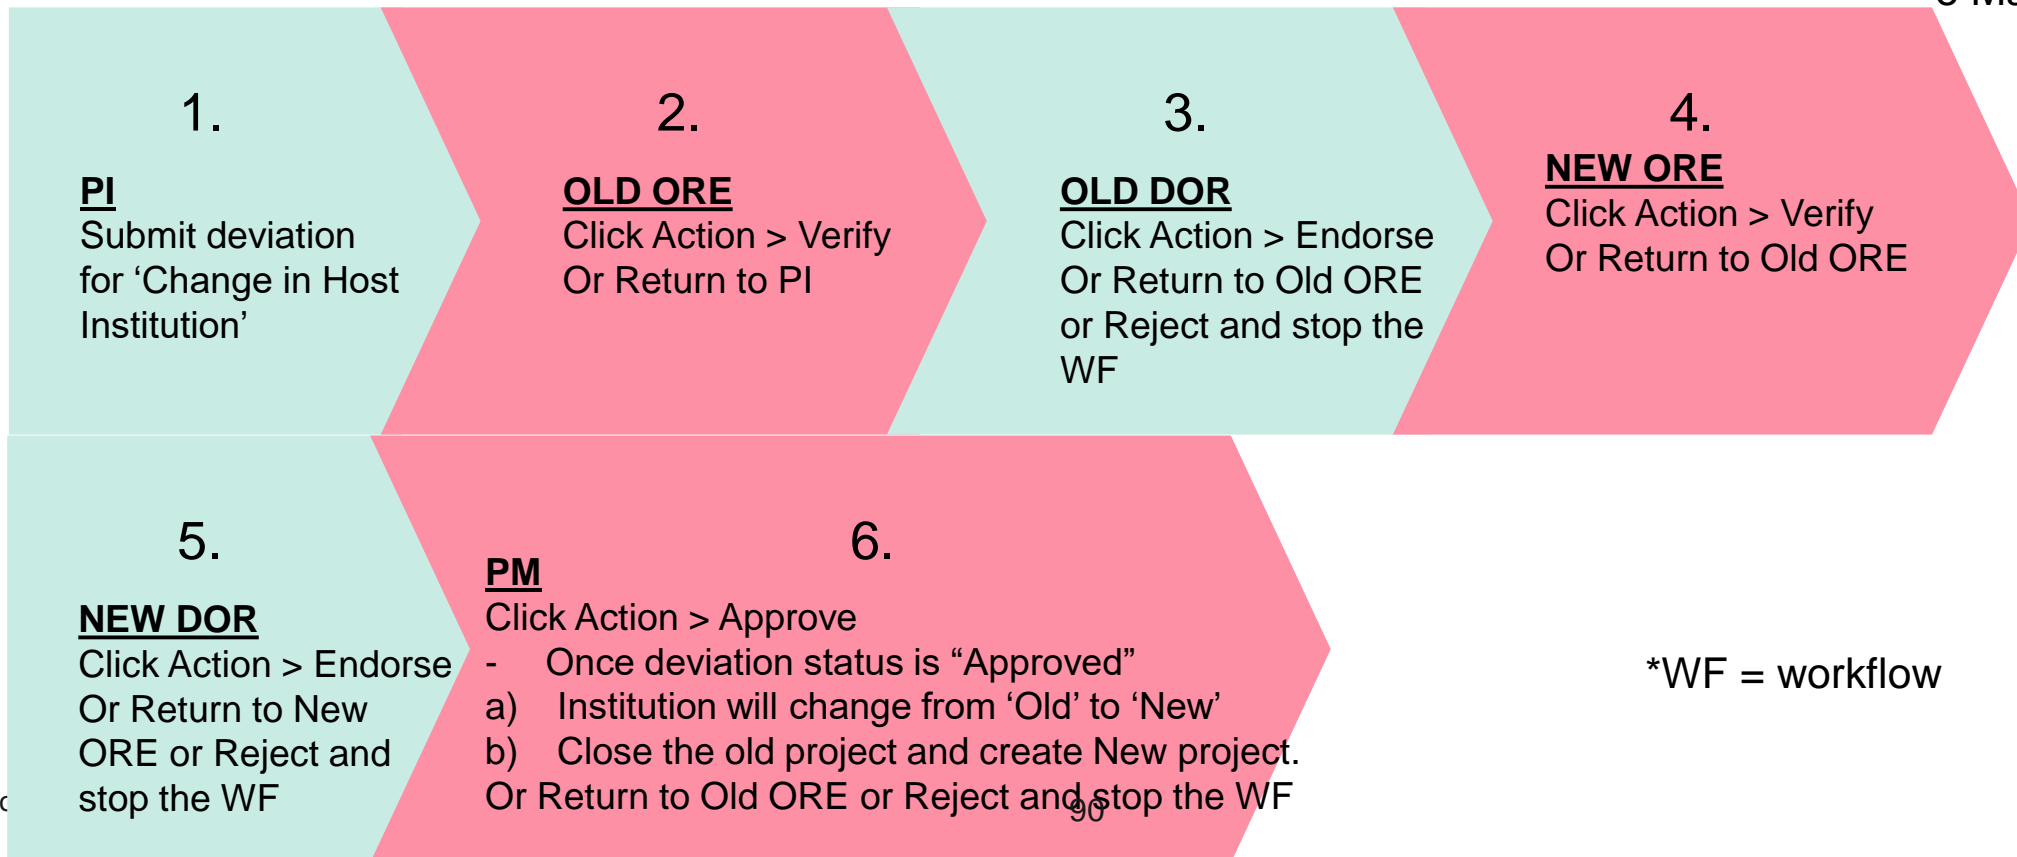 1.
PI
Submit deviation
for ‘Change in Host
Institution’
2.
OLD ORE
Click Action > Verify
Or Return to PI
3.
OLD DOR
Click Action > Endorse
Or Return to Old ORE
or Reject and stop the
WF
4.
NEW ORE
Click Action > Verify
Or Return to Old ORE
5.
NEW DOR
Click Action > Endorse
Or Return to New
ORE or Reject and
stop the WF
6.
PM
Click Action > Approve
- Once deviation status is “Approved”
a) Institution will change from ‘Old’ to ‘New’
b) Close the old project and create New project.
Or Return to Old ORE or Reject and stop the WF
*WF = workflow
90